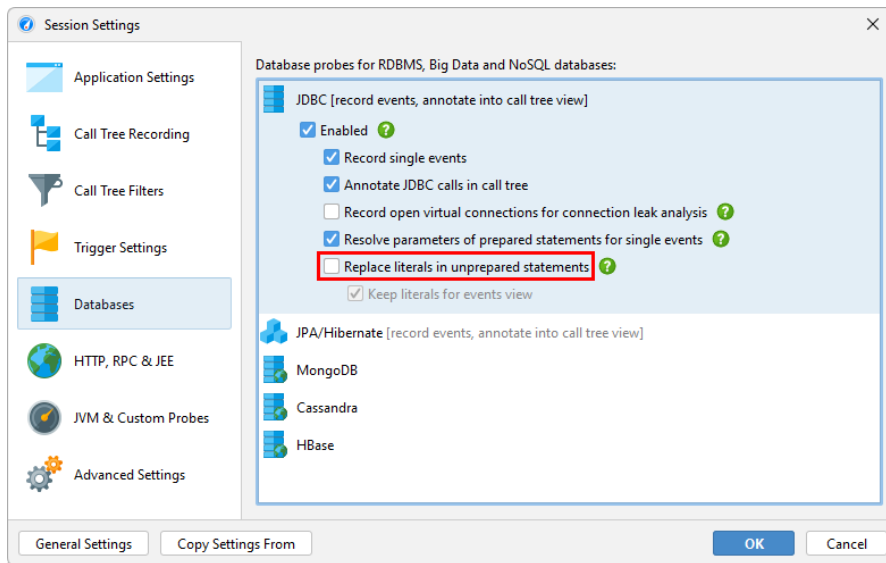 Session Settings
Application Settings
Call Tree Recording
Call Tree Filters
Trigger Settings
Databases
HTTP, RPC & JEE
JVM & Custom Probes
Advanced Settings
Database probes for RDBMS, Big Data and NoSQL databases:
JDBC [record events, annotate into call tree view]
Enabled
Record single events
Annotate JDBC calls in call tree
Record open virtual connections for connection leak analysis
Resolve parameters of prepared statements for single events
Replace literals in unprepared statements
Keep literals for events view
JPA/Hibernate [record events, annotate into call tree view]
MongoDB
Cassandra
HBase
General Settings
Copy Settings From
OK
Cancel